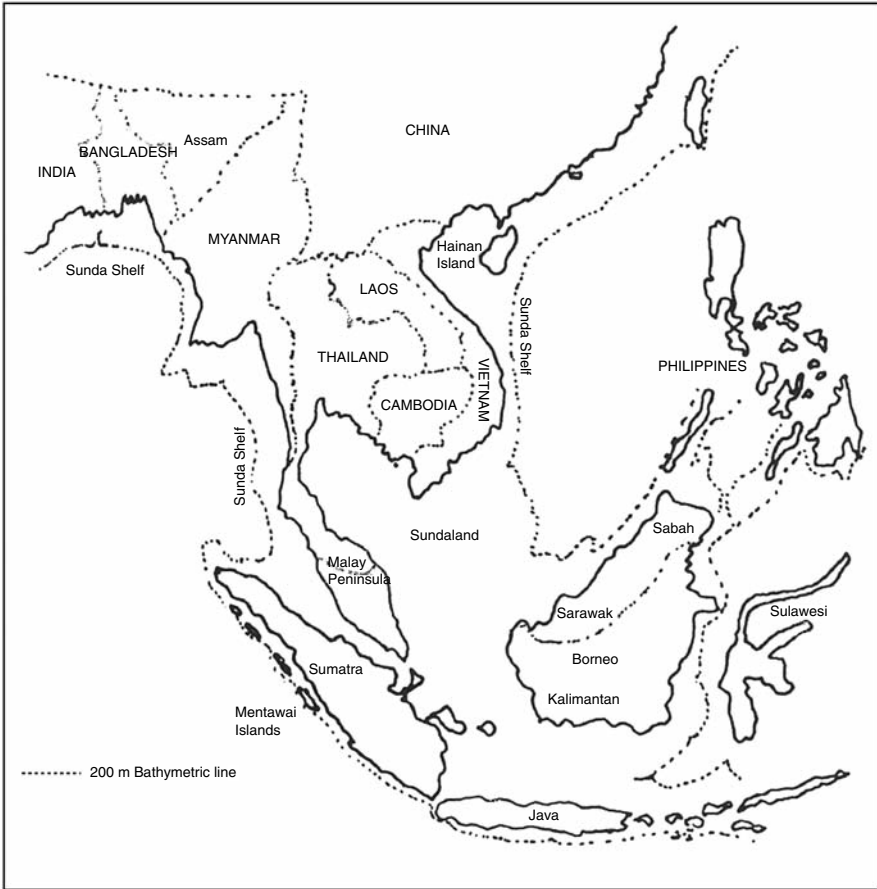 CHINA
Assam
BANGLADESH
INDIA
MYANMAR
Hainan
Island
Sunda Shelf
LAOS
Sunda Shelf
THAILAND
VIETNAM
PHILIPPINES
CAMBODIA
Sunda Shelf
Sundaland
Sabah
Malay
Peninsula
Sarawak
Sulawesi
Sumatra
Borneo
Kalimantan
Mentawai
Islands
200 m Bathymetric line
Java